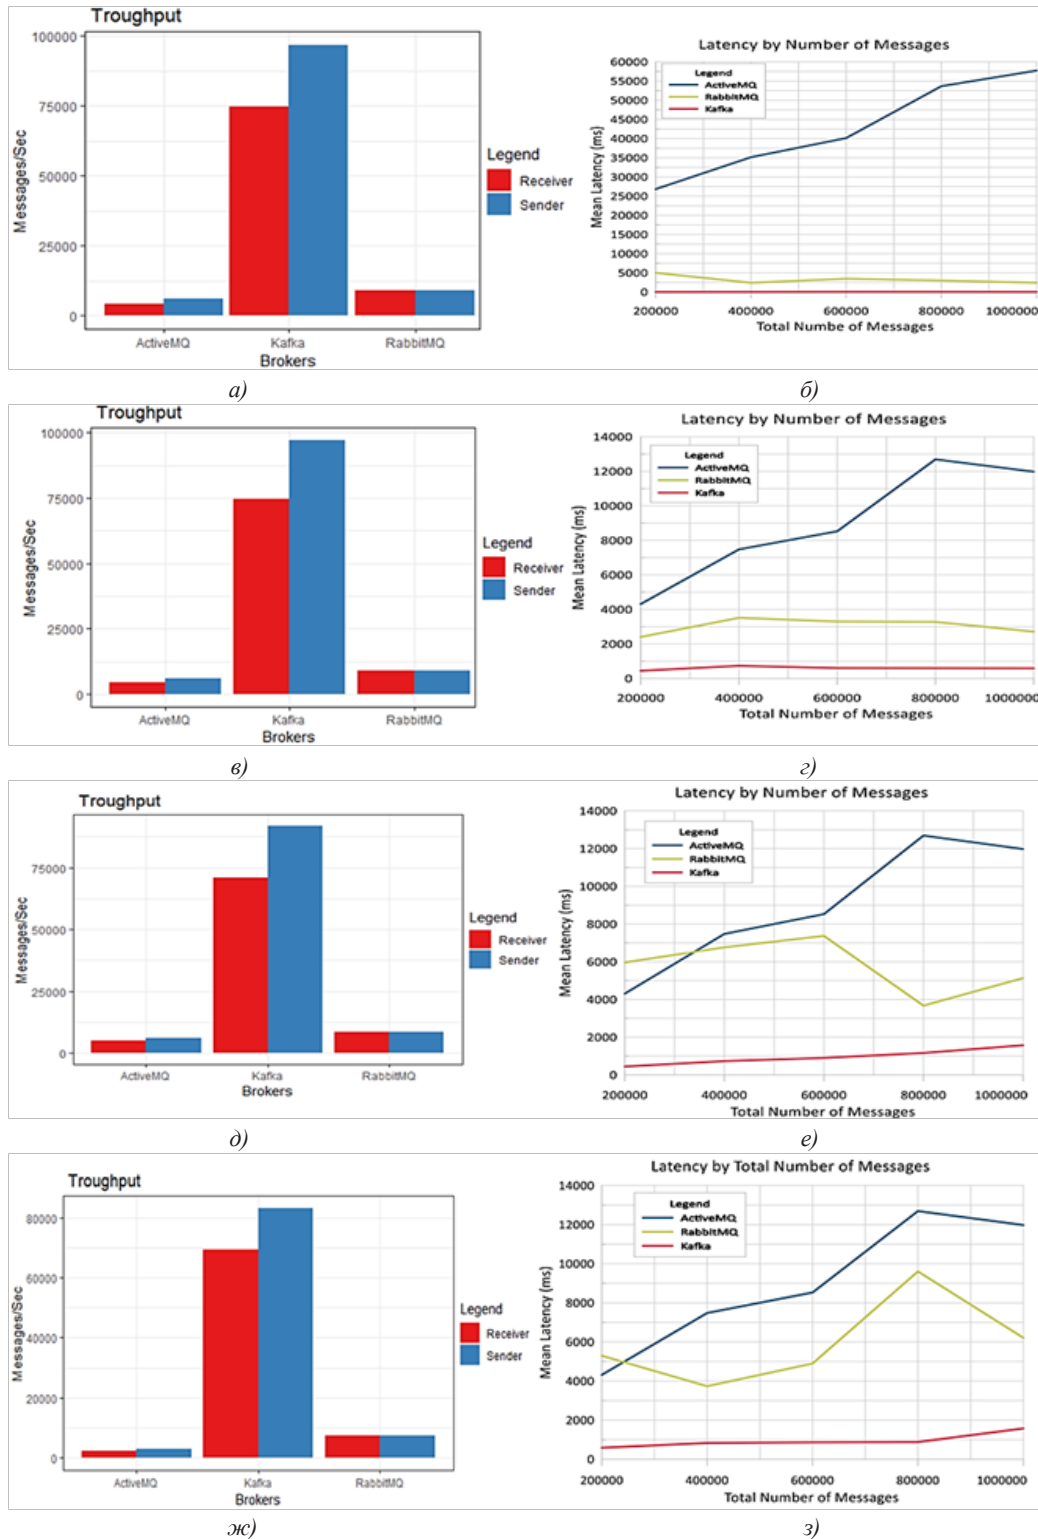 Troughput
100000
75000
50000
25000
0
Messages/Sec
ActiveMQ Kafka RabbitMQ
Brokers
Legend
Receiver
Sender
а)
Latency by Number of Messages
Legend
ActiveMQ
RabbitMQ
Kafka
60000
55000
50000
45000
40000
35000
30000
25000
20000
15000
10000
5000
0
Mean Latency (ms)
200000 400000 600000 800000 1000000
Total Numbe of Messages
б)
Troughput
100000
75000
50000
25000
0
Messages/Sec
ActiveMQ Kafka RabbitMQ
Brokers
Legend
Receiver
Sender
в)
Latency by Number of Messages
Legend
ActiveMQ
RabbitMQ
Kafka
14000
12000
10000
8000
6000
4000
2000
0
Mean Latency (ms)
200000 400000 600000 800000 1000000
Total Number of Messages
г)
Troughput
75000
50000
25000
0
Messages/Sec
ActiveMQ Kafka RabbitMQ
Brokers
Legend
Receiver
Sender
д)
Latency by Number of Messages
Legend
ActiveMQ
RabbitMQ
Kafka
14000
12000
10000
8000
6000
4000
2000
0
Mean Latency (ms)
200000 400000 600000 800000 1000000
Total Number of Messages
е)
Troughput
80000
60000
40000
20000
0
Messages/Sec
ActiveMQ Kafka RabbitMQ
Brokers
Legend
Receiver
Sender
ж)
Latency by Total Number of Messages
Legend
ActiveMQ
RabbitMQ
Kafka
14000
12000
10000
8000
6000
4000
2000
0
Mean Latency (ms)
200000 400000 600000 800000 1000000
Total Number of Messages
з)